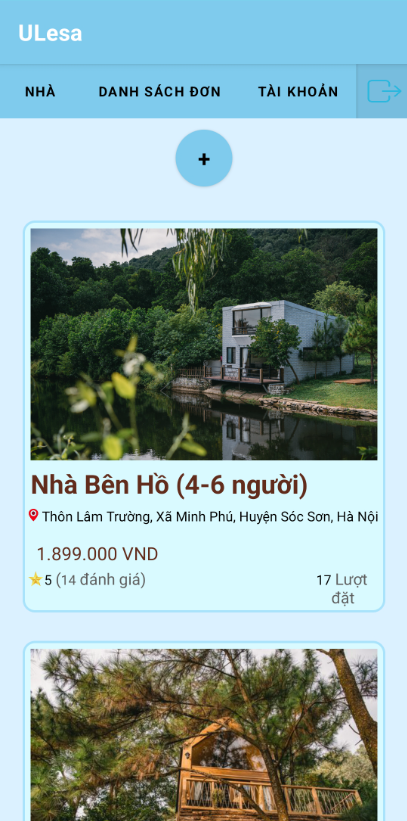 ULesa
NHÀ DANH SÁCH ĐƠN TÀI KHOẢN
+
Nhà Bên Hồ (4-6 người)
Thôn Lâm Trường, Xã Minh Phú, Huyện Sóc Sơn, Hà Nội
1.899.000 VND
5 (14 đánh giá) 17 Lượt
đặt